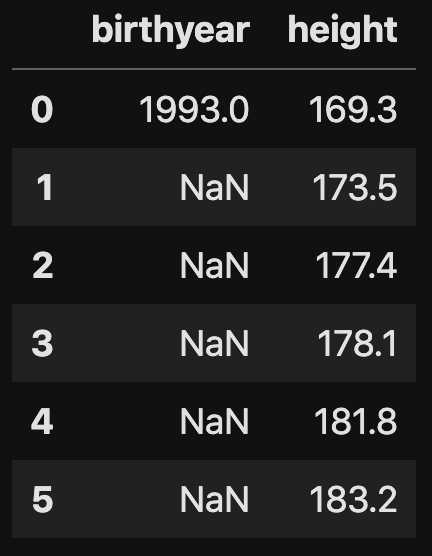 birthyear height
0 1993.0 169.3
1 NaN 173.5
2 NaN 177.4
3 NaN 178.1
4 NaN 181.8
5 NaN 183.2